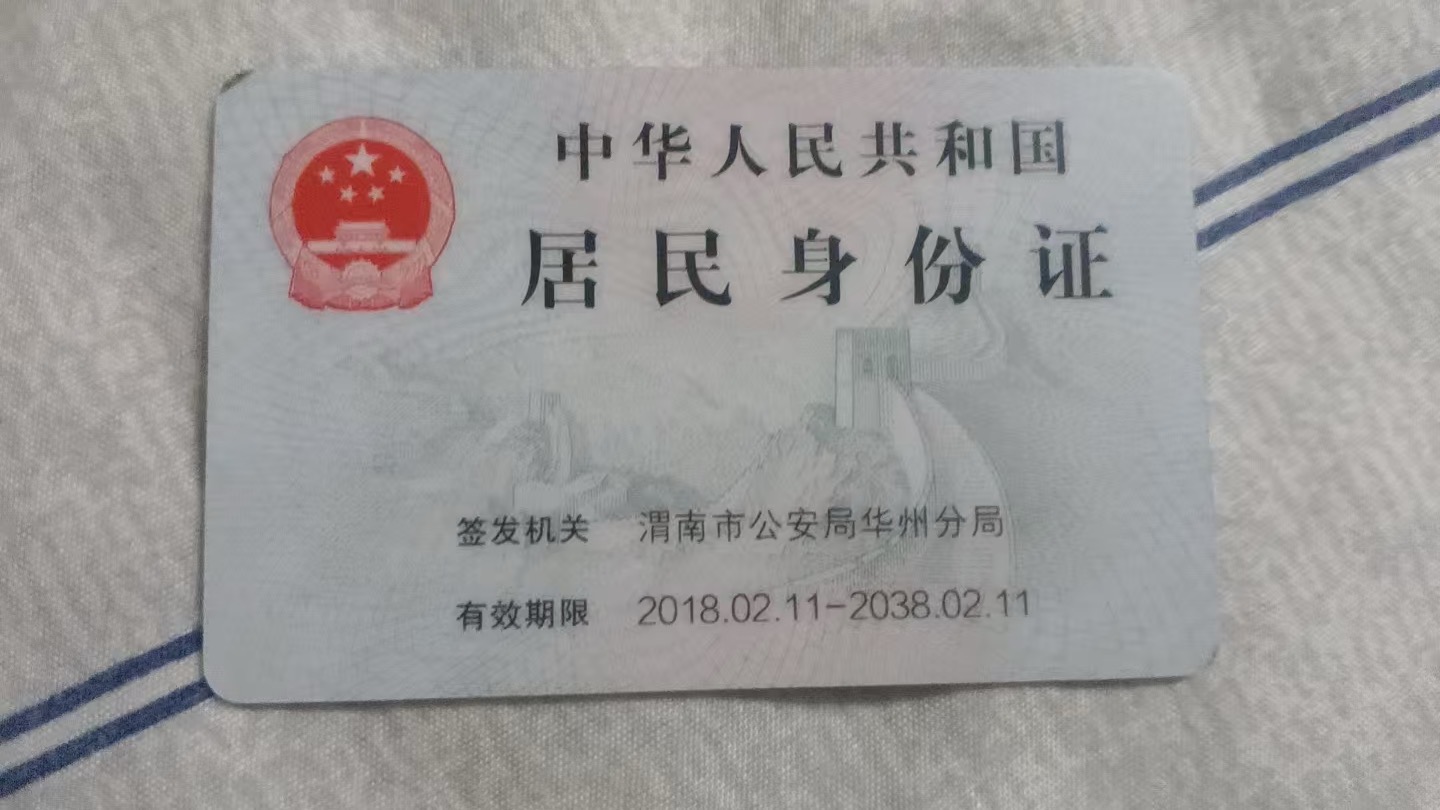 中华人民共和国
居民身份证
签发机关 渭南市公安局华州分局
有效期限 2018.02.11-2038.02.11